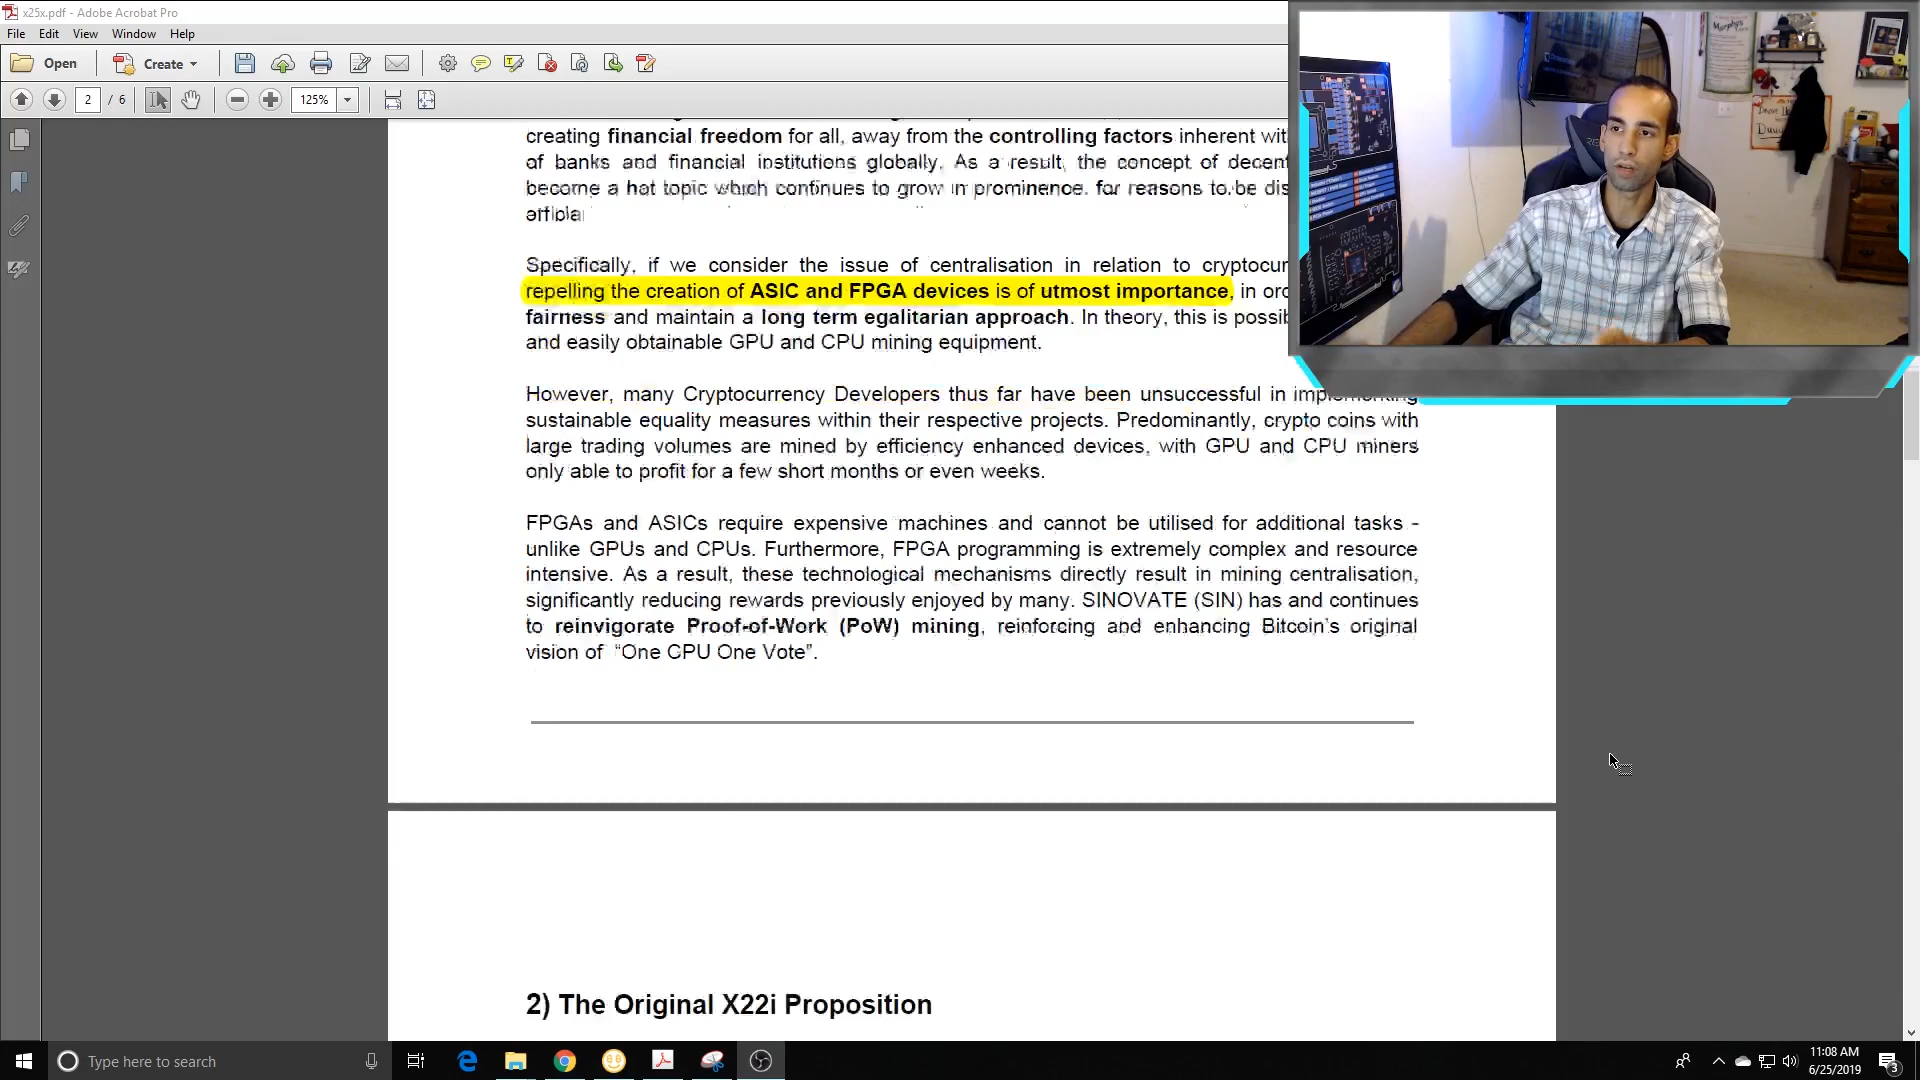 x25x.pdf - Adobe Acrobat Pro
File Edit View Window Help
Open Create
2 / 6 125%
creating financial freedom for all, away from the controlling factors inherent wit
of banks and financial institutions globally. As a result, the concept of decent
became a hot topic which continues to grow in prominence. for reasons to be dis
Specifically, if we consider the issue of centralisation in relation to cryptocur
repelling the creation of ASIC and FPGA devices is of utmost importance, in orc
fairness and maintain a long term egalitarian approach. In theory, this is possib
and easily obtainable GPU and CPU mining equipment.
However, many Cryptocurrency Developers thus far have been unsuccessful in implementing
sustainable equality measures within their respective projects. Predominantly, crypto coins with
large trading volumes are mined by efficiency enhanced devices, with GPU and CPU miners
only able to profit for a few short months or even weeks.
FPGAs and ASICs require expensive machines and cannot be utilised for additional tasks -
unlike GPUs and CPUs. Furthermore, FPGA programming is extremely complex and resource
intensive. As a result, these technological mechanisms directly result in mining centralisation,
significantly reducing rewards previously enjoyed by many. SINOVATE (SIN) has and continues
to reinvigorate Proof-of-Work (PoW) mining, reinforcing and enhancing Bitcoin's original
vision of “One CPU One Vote”.
2) The Original X22i Proposition
Type here to search
11:08 AM
6/25/2019
3